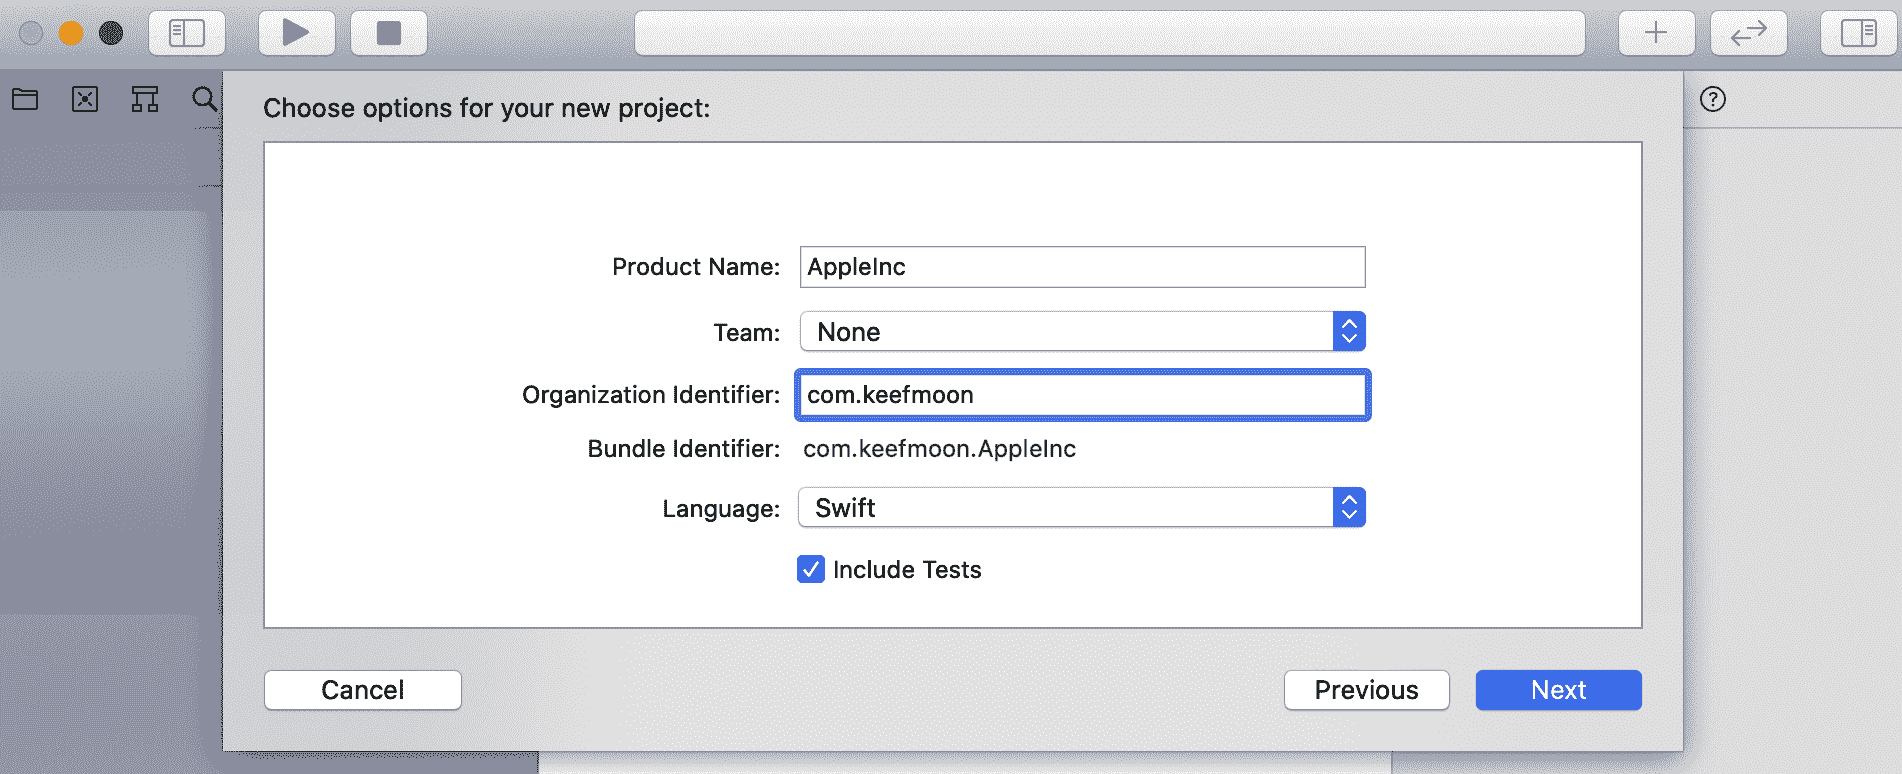 Choose options for your new project:
Product Name: AppleInc
Team: None
Organization Identifier: com.keefmoon
Bundle Identifier: com.keefmoon.AppleInc
Language: Swift
Include Tests
Cancel Previous Next